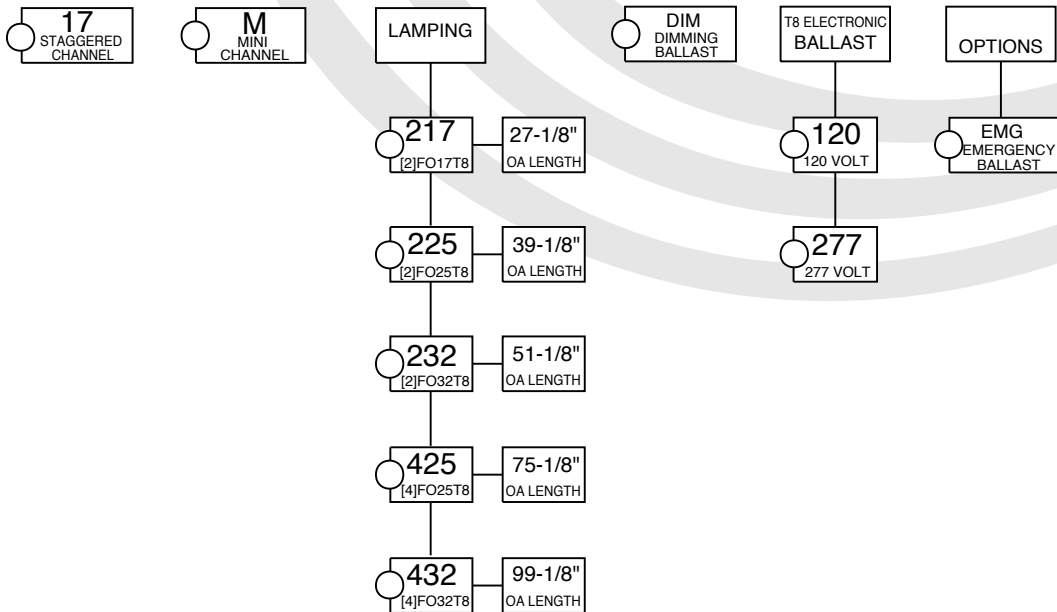 17
STAGGERED
CHANNEL
M
MINI
CHANNEL
LAMPING
217
[2]FO17T8
27-1/8"
OA LENGTH
225
[2]FO25T8
39-1/8"
OA LENGTH
232
[2]FO32T8
51-1/8"
OA LENGTH
425
[4]FO25T8
75-1/8"
OA LENGTH
432
[4]FO32T8
99-1/8"
OA LENGTH
DIM
DIMMING
BALLAST
T8 ELECTRONIC
BALLAST
120
120 VOLT
277
277 VOLT
OPTIONS
EMG
EMERGENCY
BALLAST